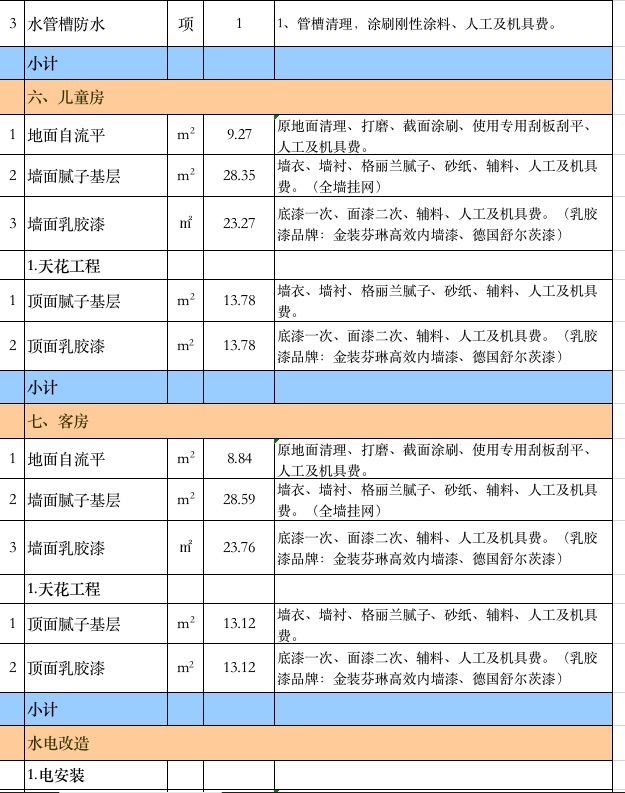 3 水管槽防水 项 1 1、管槽清理，涂刷刚性涂料、人工及机具费。
小计
六、儿童房
1 地面自流平 m² 9.27 原地面清理、打磨、截面涂刷、使用专用刮板刮平、
人工及机具费。
2 墙面腻子基层 m² 28.35 墙衣、墙衬、格丽兰腻子、砂纸、辅料、人工及机具
费。（全墙挂网）
3 墙面乳胶漆 ㎡ 23.27 底漆一次、面漆二次、辅料、人工及机具费。（乳胶
漆品牌：金装芬琳高效内墙漆、德国舒尔茨漆）
1.天花工程
1 顶面腻子基层 m² 13.78 墙衣、墙衬、格丽兰腻子、砂纸、辅料、人工及机具
费。
2 顶面乳胶漆 m² 13.78 底漆一次、面漆二次、辅料、人工及机具费。（乳胶
漆品牌：金装芬琳高效内墙漆、德国舒尔茨漆）
小计
七、客房
1 地面自流平 m² 8.84 原地面清理、打磨、截面涂刷、使用专用刮板刮平、
人工及机具费。
2 墙面腻子基层 m² 28.59 墙衣、墙衬、格丽兰腻子、砂纸、辅料、人工及机具
费。（全墙挂网）
3 墙面乳胶漆 ㎡ 23.76 底漆一次、面漆二次、辅料、人工及机具费。（乳胶
漆品牌：金装芬琳高效内墙漆、德国舒尔茨漆）
1.天花工程
1 顶面腻子基层 m² 13.12 墙衣、墙衬、格丽兰腻子、砂纸、辅料、人工及机具
费。
2 顶面乳胶漆 m² 13.12 底漆一次、面漆二次、辅料、人工及机具费。（乳胶
漆品牌：金装芬琳高效内墙漆、德国舒尔茨漆）
小计
水电改造
1.电安装